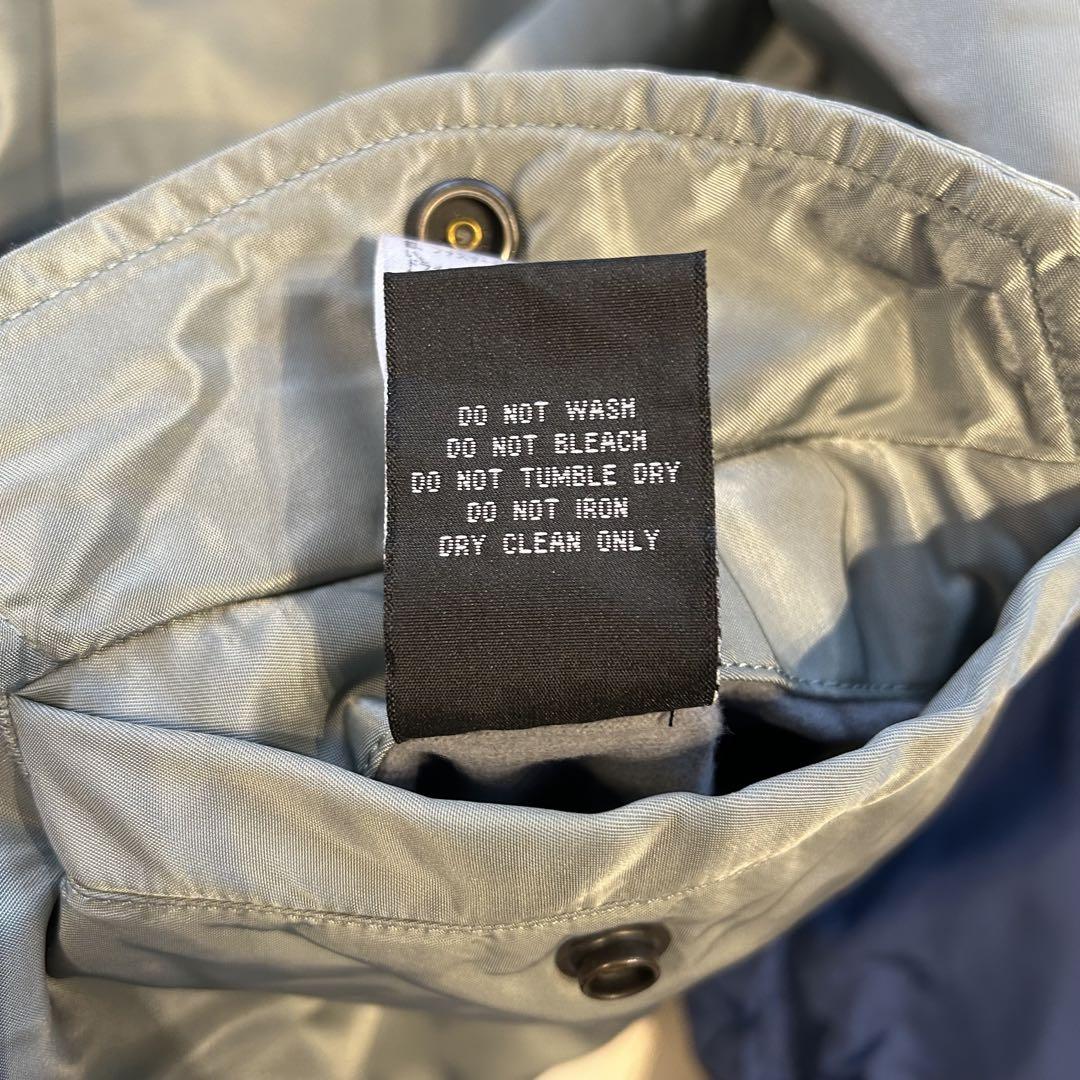 DO NOT WASH
DO NOT BLEACH
DO NOT TUMBLE DRY
DO NOT IRON
DRY CLEAN ONLY